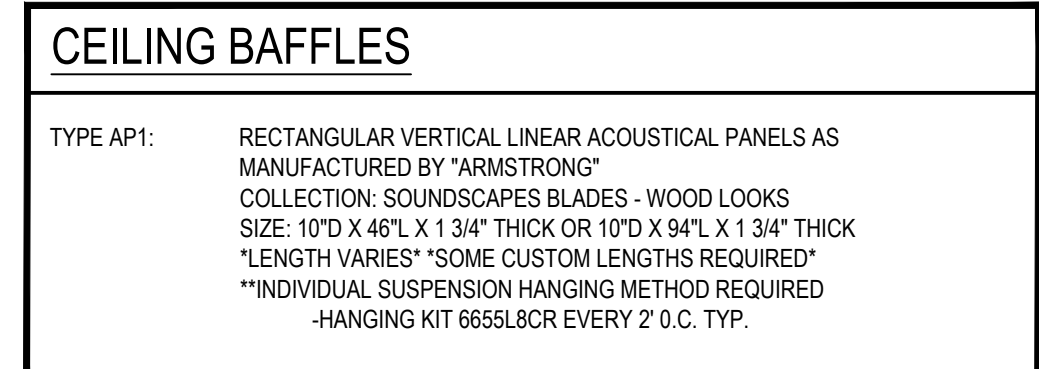 CEILING BAFFLES
TYPE AP1: RECTANGULAR VERTICAL LINEAR ACOUSTICAL PANELS AS
MANUFACTURED BY "ARMSTRONG"
COLLECTION: SOUNDSCAPES BLADES - WOOD LOOKS
SIZE: 10"D X 46"L X 1 3/4" THICK OR 10"D X 94"L X 1 3/4" THICK
*LENGTH VARIES* *SOME CUSTOM LENGTHS REQUIRED*
**INDIVIDUAL SUSPENSION HANGING METHOD REQUIRED
-HANGING KIT 6655L8CR EVERY 2' 0.C. TYP.